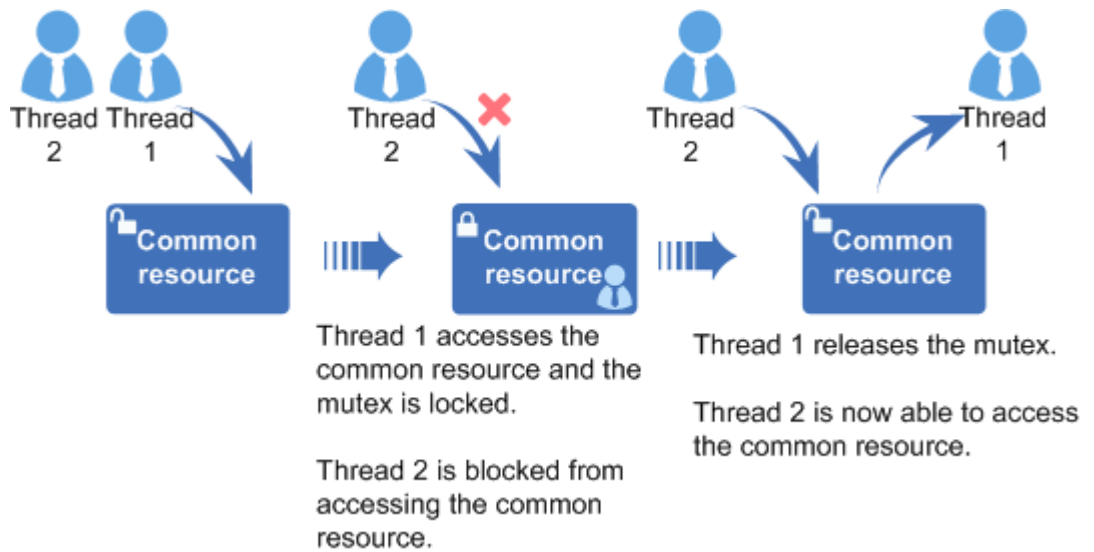 Thread
2
Thread
1
Common
resource
Thread
2
Common
resource
Thread 1 accesses the
common resource and the
mutex is locked.
Thread 2 is blocked from
accessing the common
resource.
Thread
2
Thread
1
Common
resource
Thread 1 releases the mutex.
Thread 2 is now able to access
the common resource.